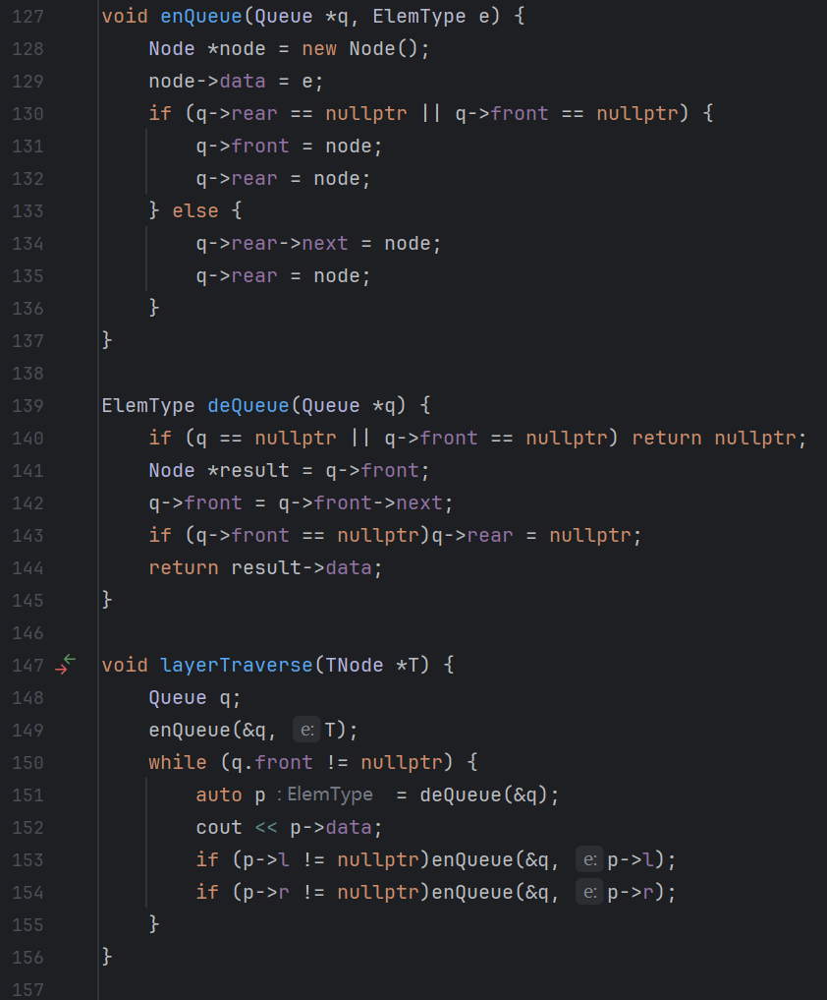 127 void enQueue(Queue *q, ElemType e) {
128     Node *node = new Node();
129     node->data = e;
130     if (q->rear == nullptr || q->front == nullptr) {
131         q->front = node;
132         q->rear = node;
133     } else {
134         q->rear->next = node;
135         q->rear = node;
136     }
137 }
138
139 ElemType deQueue(Queue *q) {
140     if (q == nullptr || q->front == nullptr) return nullptr;
141     Node *result = q->front;
142     q->front = q->front->next;
143     if (q->front == nullptr)q->rear = nullptr;
144     return result->data;
145 }
146
147 void layerTraverse(TNode *T) {
148     Queue q;
149     enQueue(&q, e: T);
150     while (q.front != nullptr) {
151         auto p : ElemType = deQueue(&q);
152         cout << p->data;
153         if (p->l != nullptr)enQueue(&q, e: p->l);
154         if (p->r != nullptr)enQueue(&q, e: p->r);
155     }
156 }
157